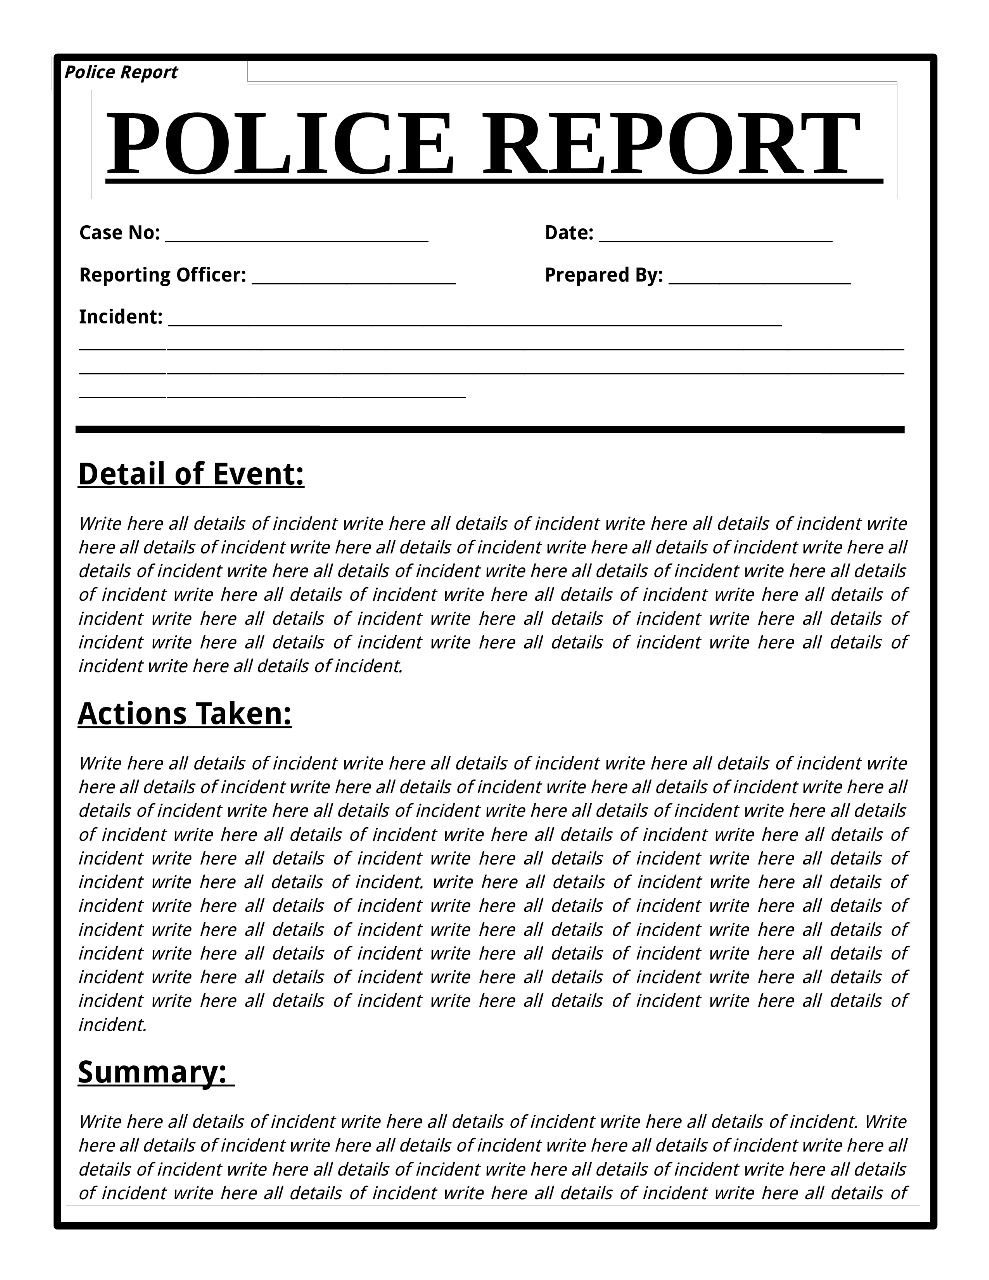 Police Report
POLICE REPORT
Case No: ____________________________ Date: _________________________
Reporting Officer: ______________________ Prepared By: ____________________
Incident: __________________________________________________________________
________________________________________________________________________________________
________________________________________________________________________________________
_________________________________________
Detail of Event:
Write here all details of incident write here all details of incident write here all details of incident write
here all details of incident write here all details of incident write here all details of incident write here all
details of incident write here all details of incident write here all details of incident write here all details
of incident write here all details of incident write here all details of incident write here all details of
incident write here all details of incident write here all details of incident write here all details of
incident write here all details of incident write here all details of incident write here all details of
incident write here all details of incident.
Actions Taken:
Write here all details of incident write here all details of incident write here all details of incident write
here all details of incident write here all details of incident write here all details of incident write here all
details of incident write here all details of incident write here all details of incident write here all details
of incident write here all details of incident write here all details of incident write here all details of
incident write here all details of incident write here all details of incident write here all details of
incident write here all details of incident. write here all details of incident write here all details of
incident write here all details of incident write here all details of incident write here all details of
incident write here all details of incident write here all details of incident write here all details of
incident write here all details of incident write here all details of incident write here all details of
incident write here all details of incident write here all details of incident write here all details of
incident write here all details of incident write here all details of incident write here all details of
incident.
Summary:
Write here all details of incident write here all details of incident write here all details of incident. Write
here all details of incident write here all details of incident write here all details of incident write here all
details of incident write here all details of incident write here all details of incident write here all details
of incident write here all details of incident write here all details of incident write here all details of